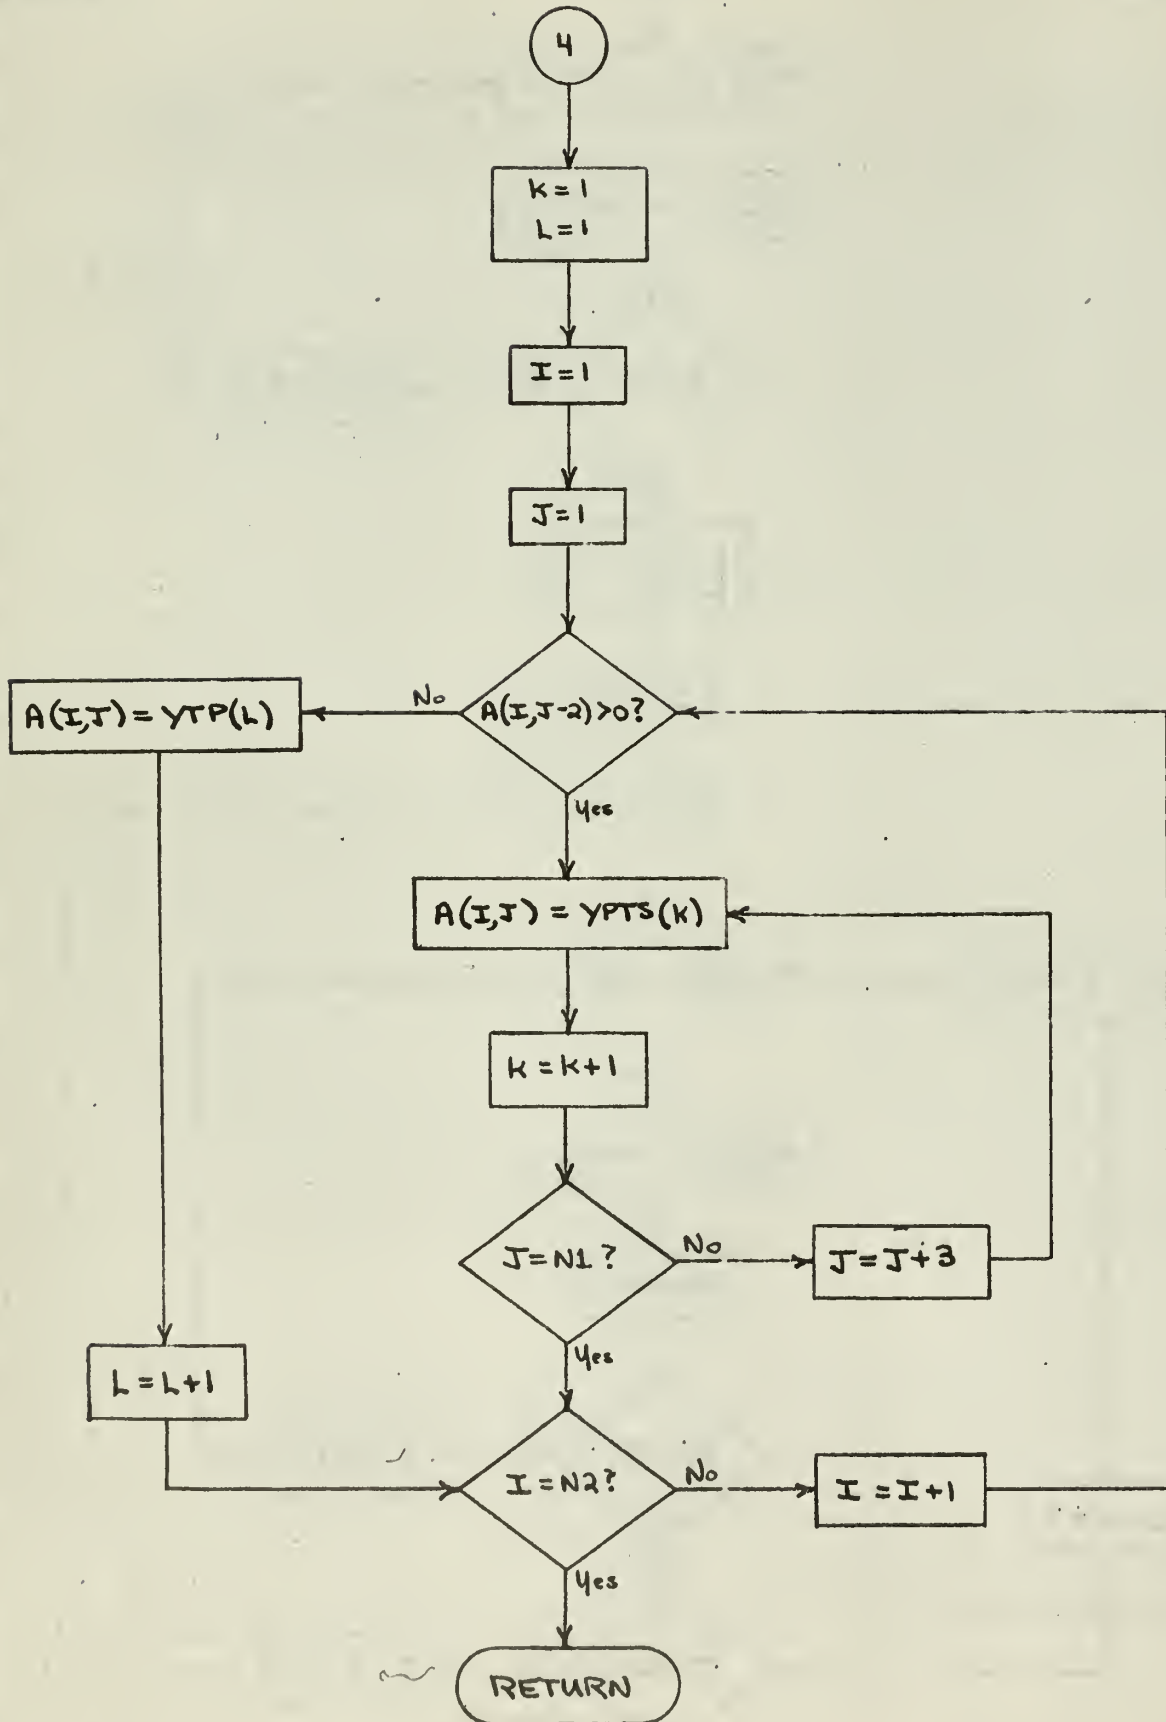 4
K=1
L=1
I=1
J=1
A(I,J-2)>0?
No
A(I,J)=YTP(L)
Yes
A(I,J)=YPTS(K)
K=K+1
J=N1?
No
J=J+3
Yes
L=L+1
I=N2?
No
I=I+1
Yes
RETURN